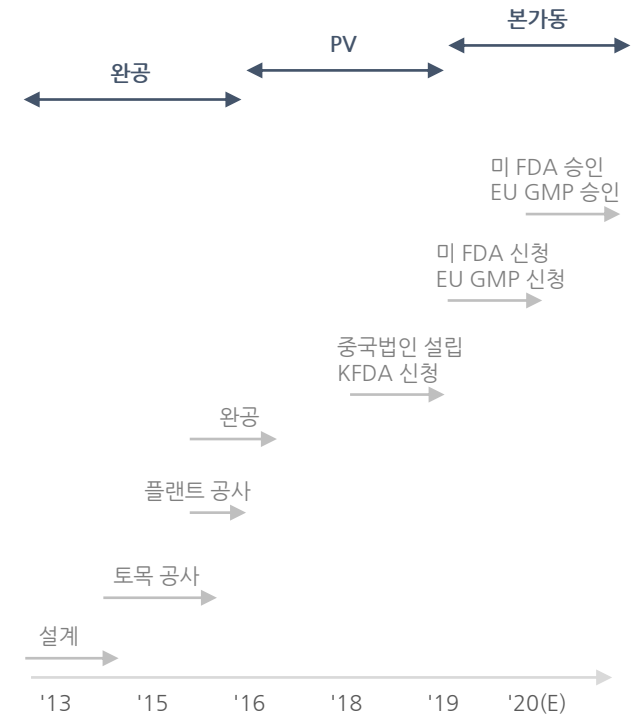 본가동
PV
완공
미 FDA 승인
EU GMP 승인
미 FDA 신청
EU GMP 신청
중국법인 설립
KFDA 신청
완공
플랜트 공사
토목 공사
설계
'13 '15 '16 '18 '19 '20(E)